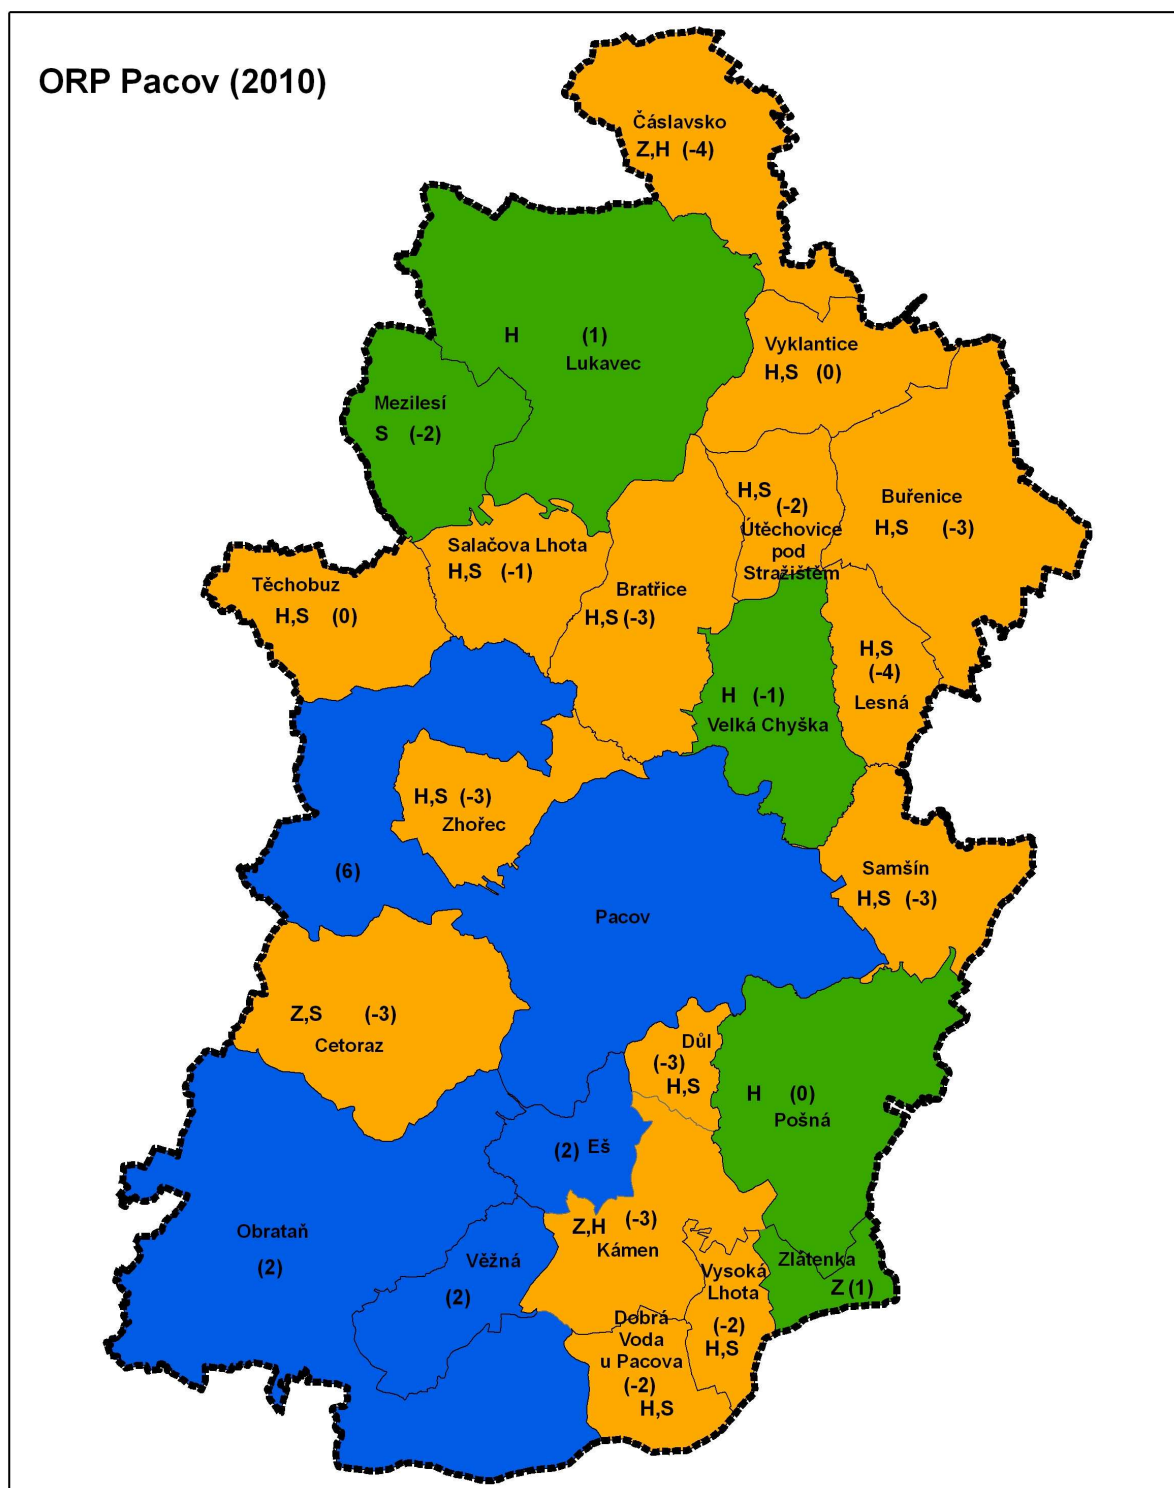 ORP Pacov (2010)
Čáslavsko
Z,H (-4)
H (1)
Lukavec
Vyklantice
H,S (0)
Mezilesí
S (-2)
H,S
(-2)
Útěchovice
pod
Stražištěm
Buřenice
H,S (-3)
Salačova Lhota
H,S (-1)
Těchobuz
H,S (0)
Bratřice
H,S (-3)
H,S
(-4)
Lesná
H (-1)
Velká Chyška
H,S (-3)
Zhořec
(6)
Pacov
Samšín
H,S (-3)
Z,S (-3)
Cetoraz
Důl
(-3)
H,S
H (0)
Pošná
(2) Eš
Z,H (-3)
Kámen
Obrataň
(2)
Věžná
(2)
Vysoká
Lhota
(-2)
H,S
Zlátenka
Z (1)
Dobrá
Voda
u Pacova
(-2)
H,S